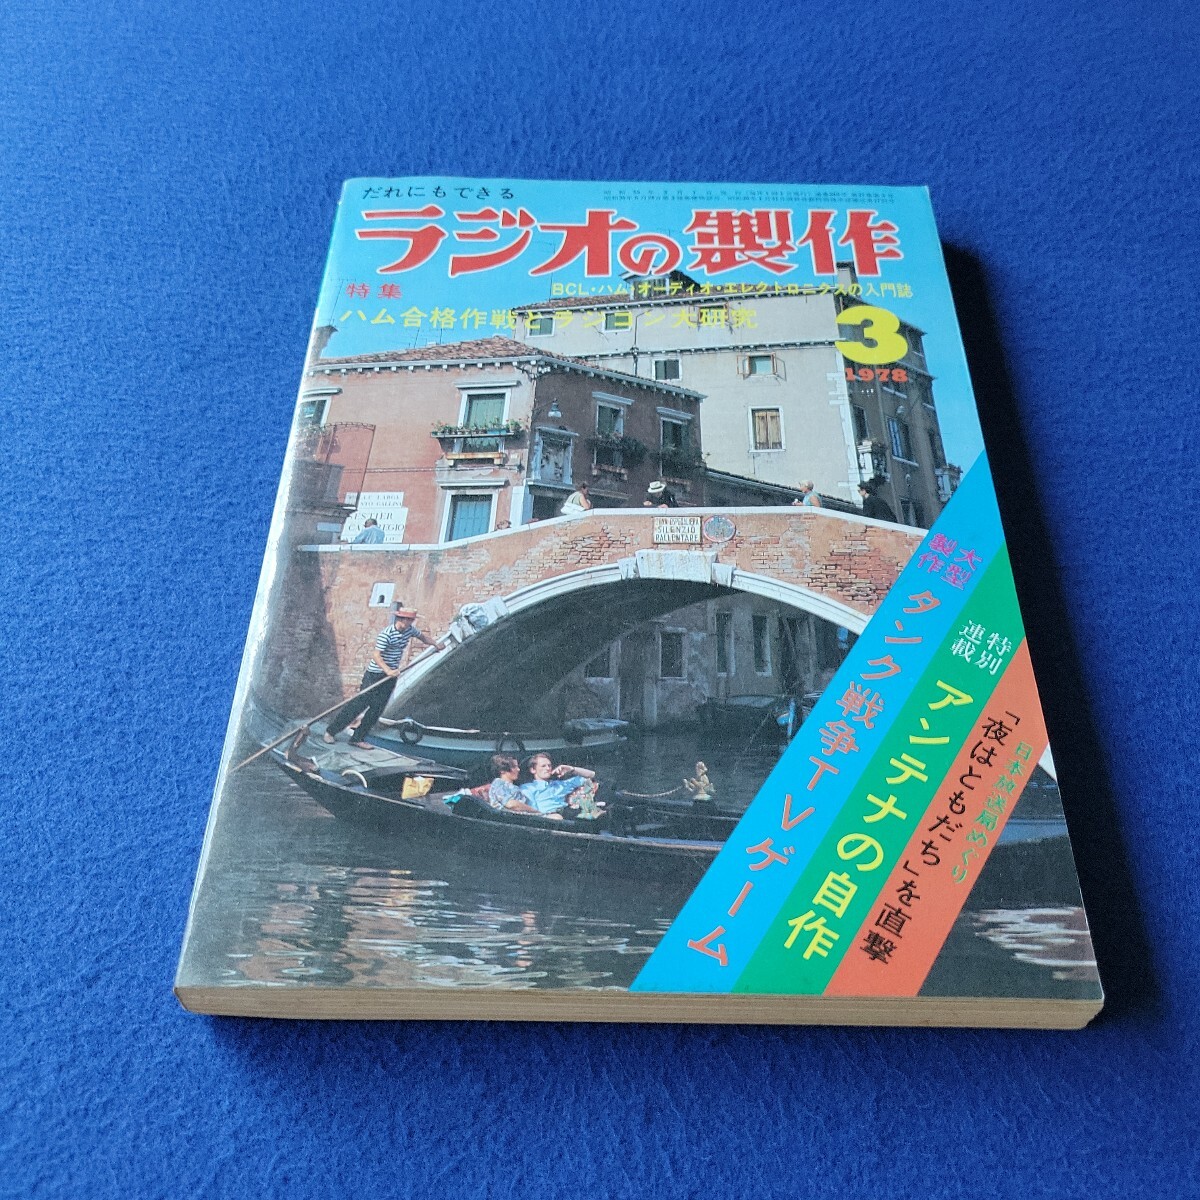 だれにもできる
ラジオの製作
BCL・ハム・オーディオ・エレクトロニクスの入門誌
特集
ハム合格作戦とラジコン大研究
3
1978
SILENZIO
大型製作
タンク戦争TVゲーム
特別連載
アンテナの自作
日本放送局めぐり
「夜はともだち」を直撃